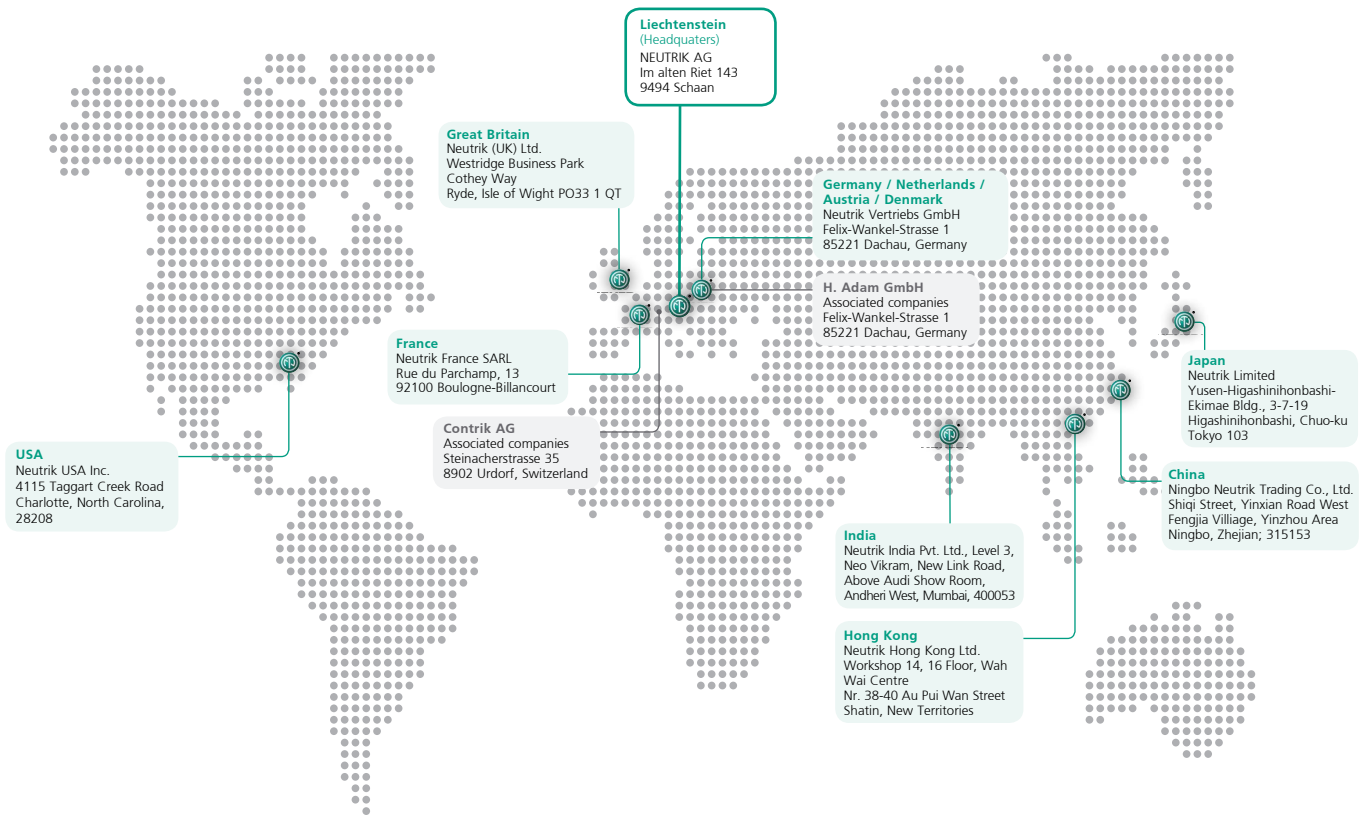 Liechtenstein
(Headquaters)
NEUTRIK AG
Im alten Riet 143
9494 Schaan
Great Britain
Neutrik (UK) Ltd.
Westridge Business Park
Cothey Way
Ryde, Isle of Wight PO33 1 QT
Germany / Netherlands /
Austria / Denmark
Neutrik Vertriebs GmbH
Felix-Wankel-Strasse 1
85221 Dachau, Germany
H. Adam GmbH
Associated companies
Felix-Wankel-Strasse 1
85221 Dachau, Germany
France
Neutrik France SARL
Rue du Parchamp, 13
92100 Boulogne-Billancourt
Contrik AG
Associated companies
Steinacherstrasse 35
8902 Urdorf, Switzerland
Japan
Neutrik Limited
Yusen-Higashinihonbashi-
Ekimae Bldg., 3-7-19
Higashinihonbashi, Chuo-ku
Tokyo 103
USA
Neutrik USA Inc.
4115 Taggart Creek Road
Charlotte, North Carolina,
28208
China
Ningbo Neutrik Trading Co., Ltd.
Shiqi Street, Yinxian Road West
Fengjia Villiage, Yinzhou Area
Ningbo, Zhejian; 315153
India
Neutrik India Pvt. Ltd., Level 3,
Neo Vikram, New Link Road,
Above Audi Show Room,
Andheri West, Mumbai, 400053
Hong Kong
Neutrik Hong Kong Ltd.
Workshop 14, 16 Floor, Wah
Wai Centre
Nr. 38-40 Au Pui Wan Street
Shatin, New Territories